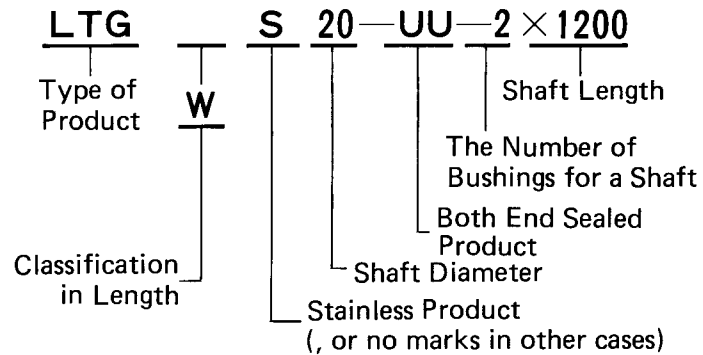 LTG S 20—UU—2×1200
Type of
Product
W
Shaft Length
The Number of
Bushings for a Shaft
Both End Sealed
Product
Classification
in Length
Shaft Diameter
Stainless Product
(, or no marks in other cases)